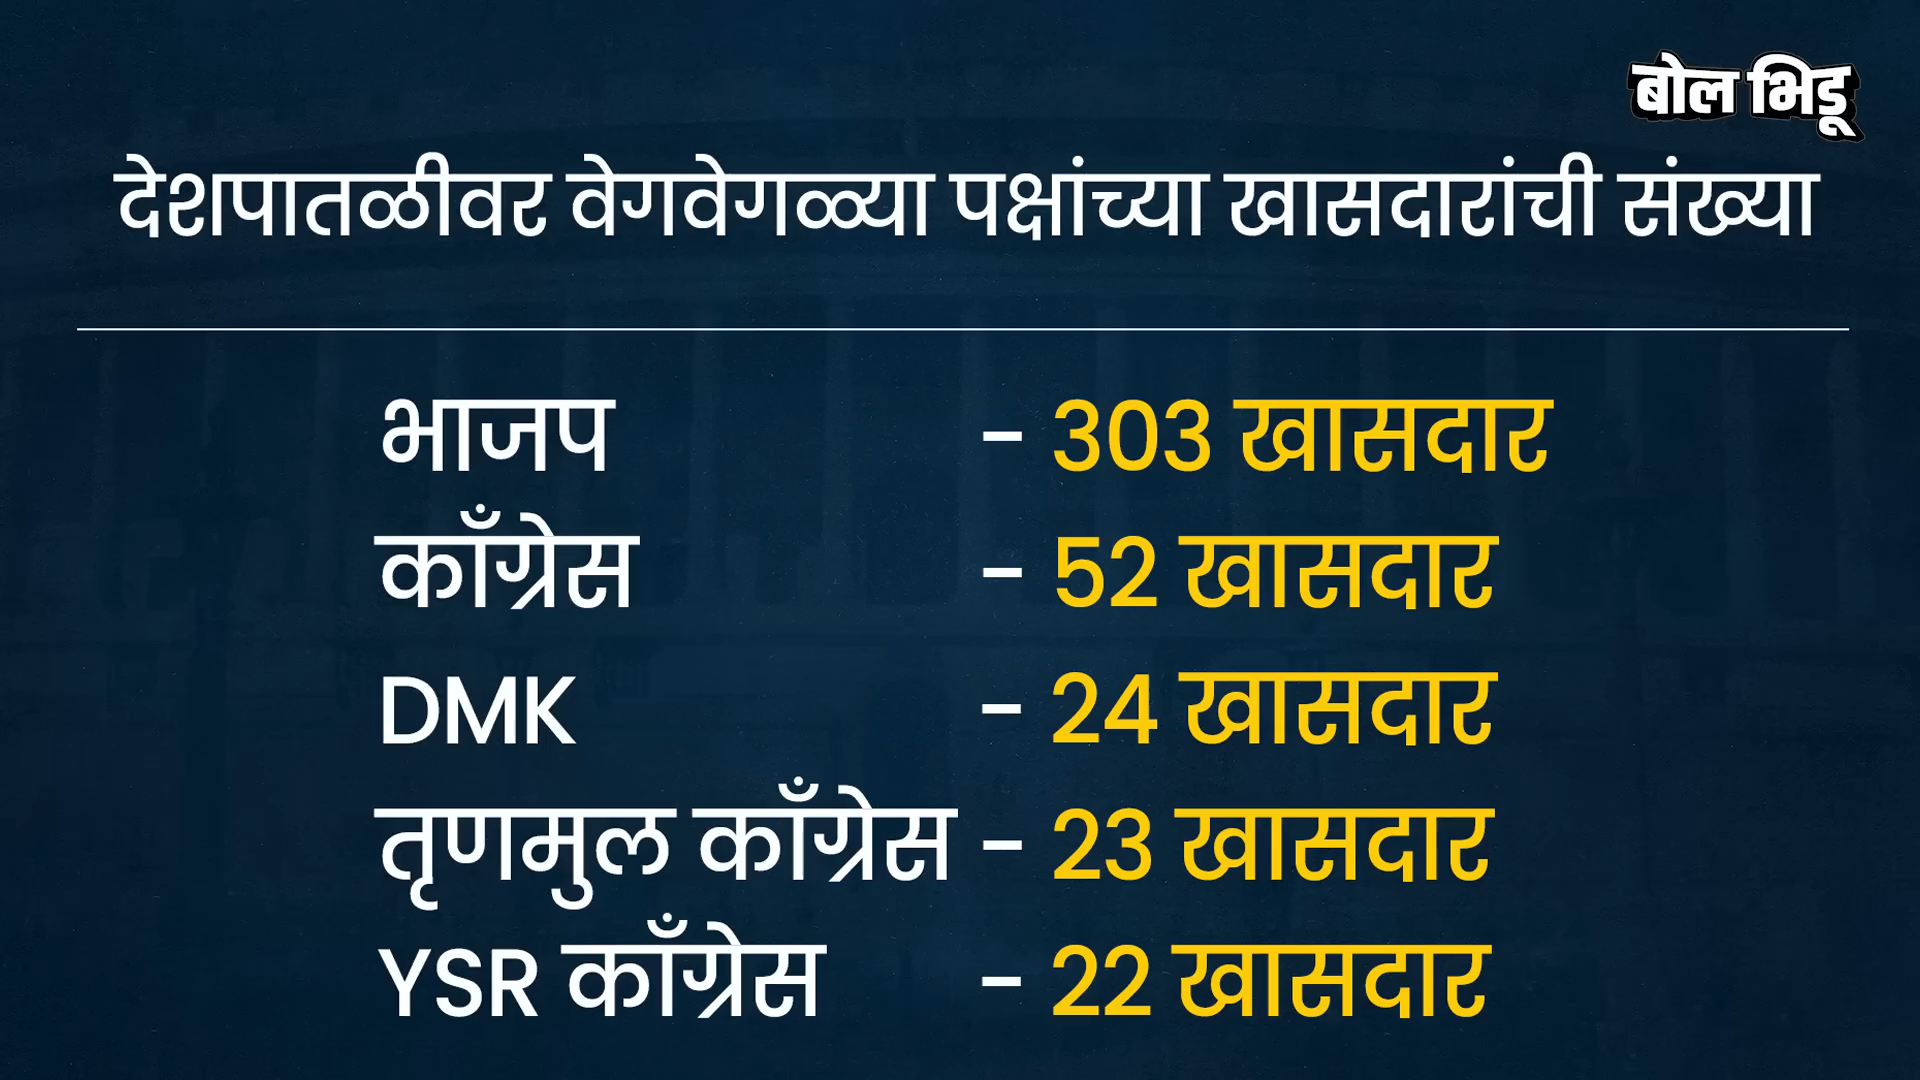 बोल भिडू
देशपातळीवर वेगवेगळ्या पक्षांच्या खासदारांची संख्या
भाजप - 303 खासदार
काँग्रेस - 52 खासदार
DMK - 24 खासदार
तृणमुल काँग्रेस - 23 खासदार
YSR काँग्रेस - 22 खासदार